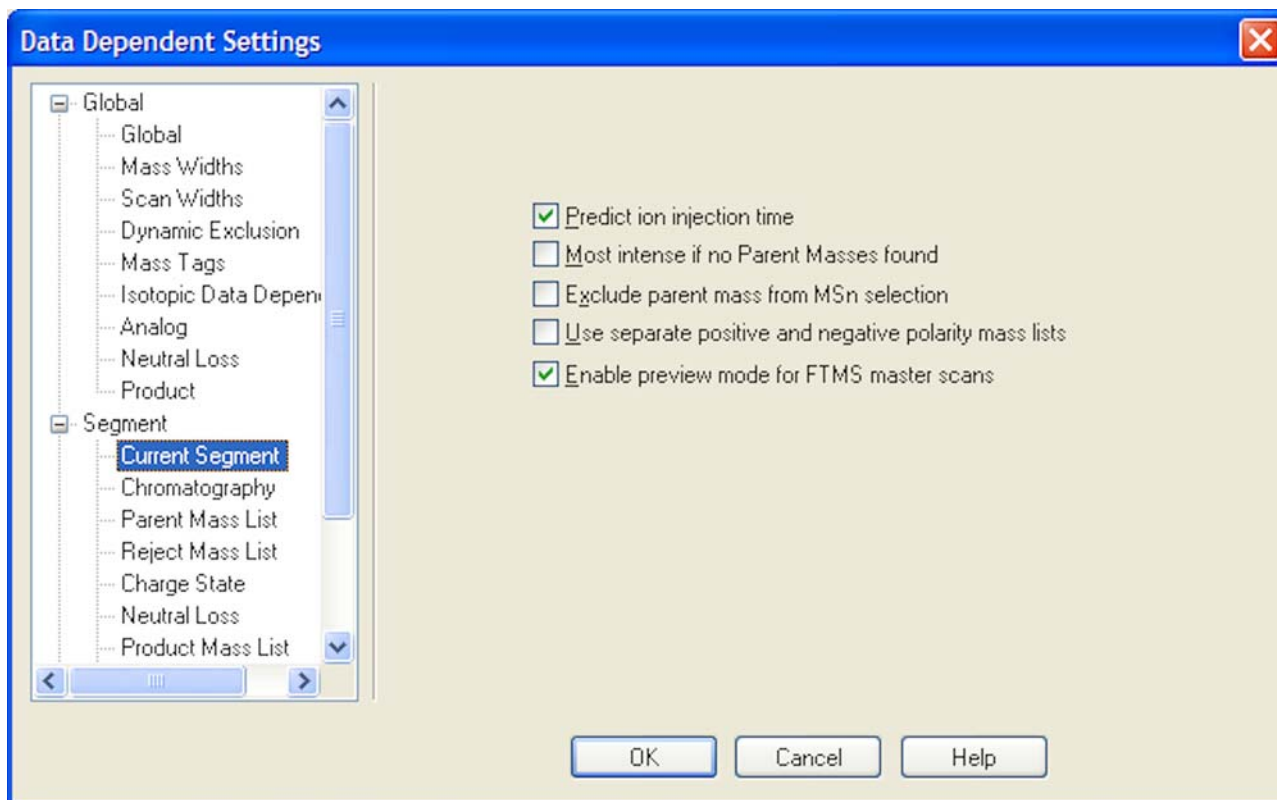 Data Dependent Settings
Global
Global
Mass Widths
Scan Widths
Dynamic Exclusion
Mass Tags
Isotopic Data Depen
Analog
Neutral Loss
Product
Segment
Current Segment
Chromatography
Parent Mass List
Reject Mass List
Charge State
Neutral Loss
Product Mass List
Predict ion injection time
Most intense if no Parent Masses found
Exclude parent mass from MSn selection
Use separate positive and negative polarity mass lists
Enable preview mode for FTMS master scans
OK
Cancel
Help